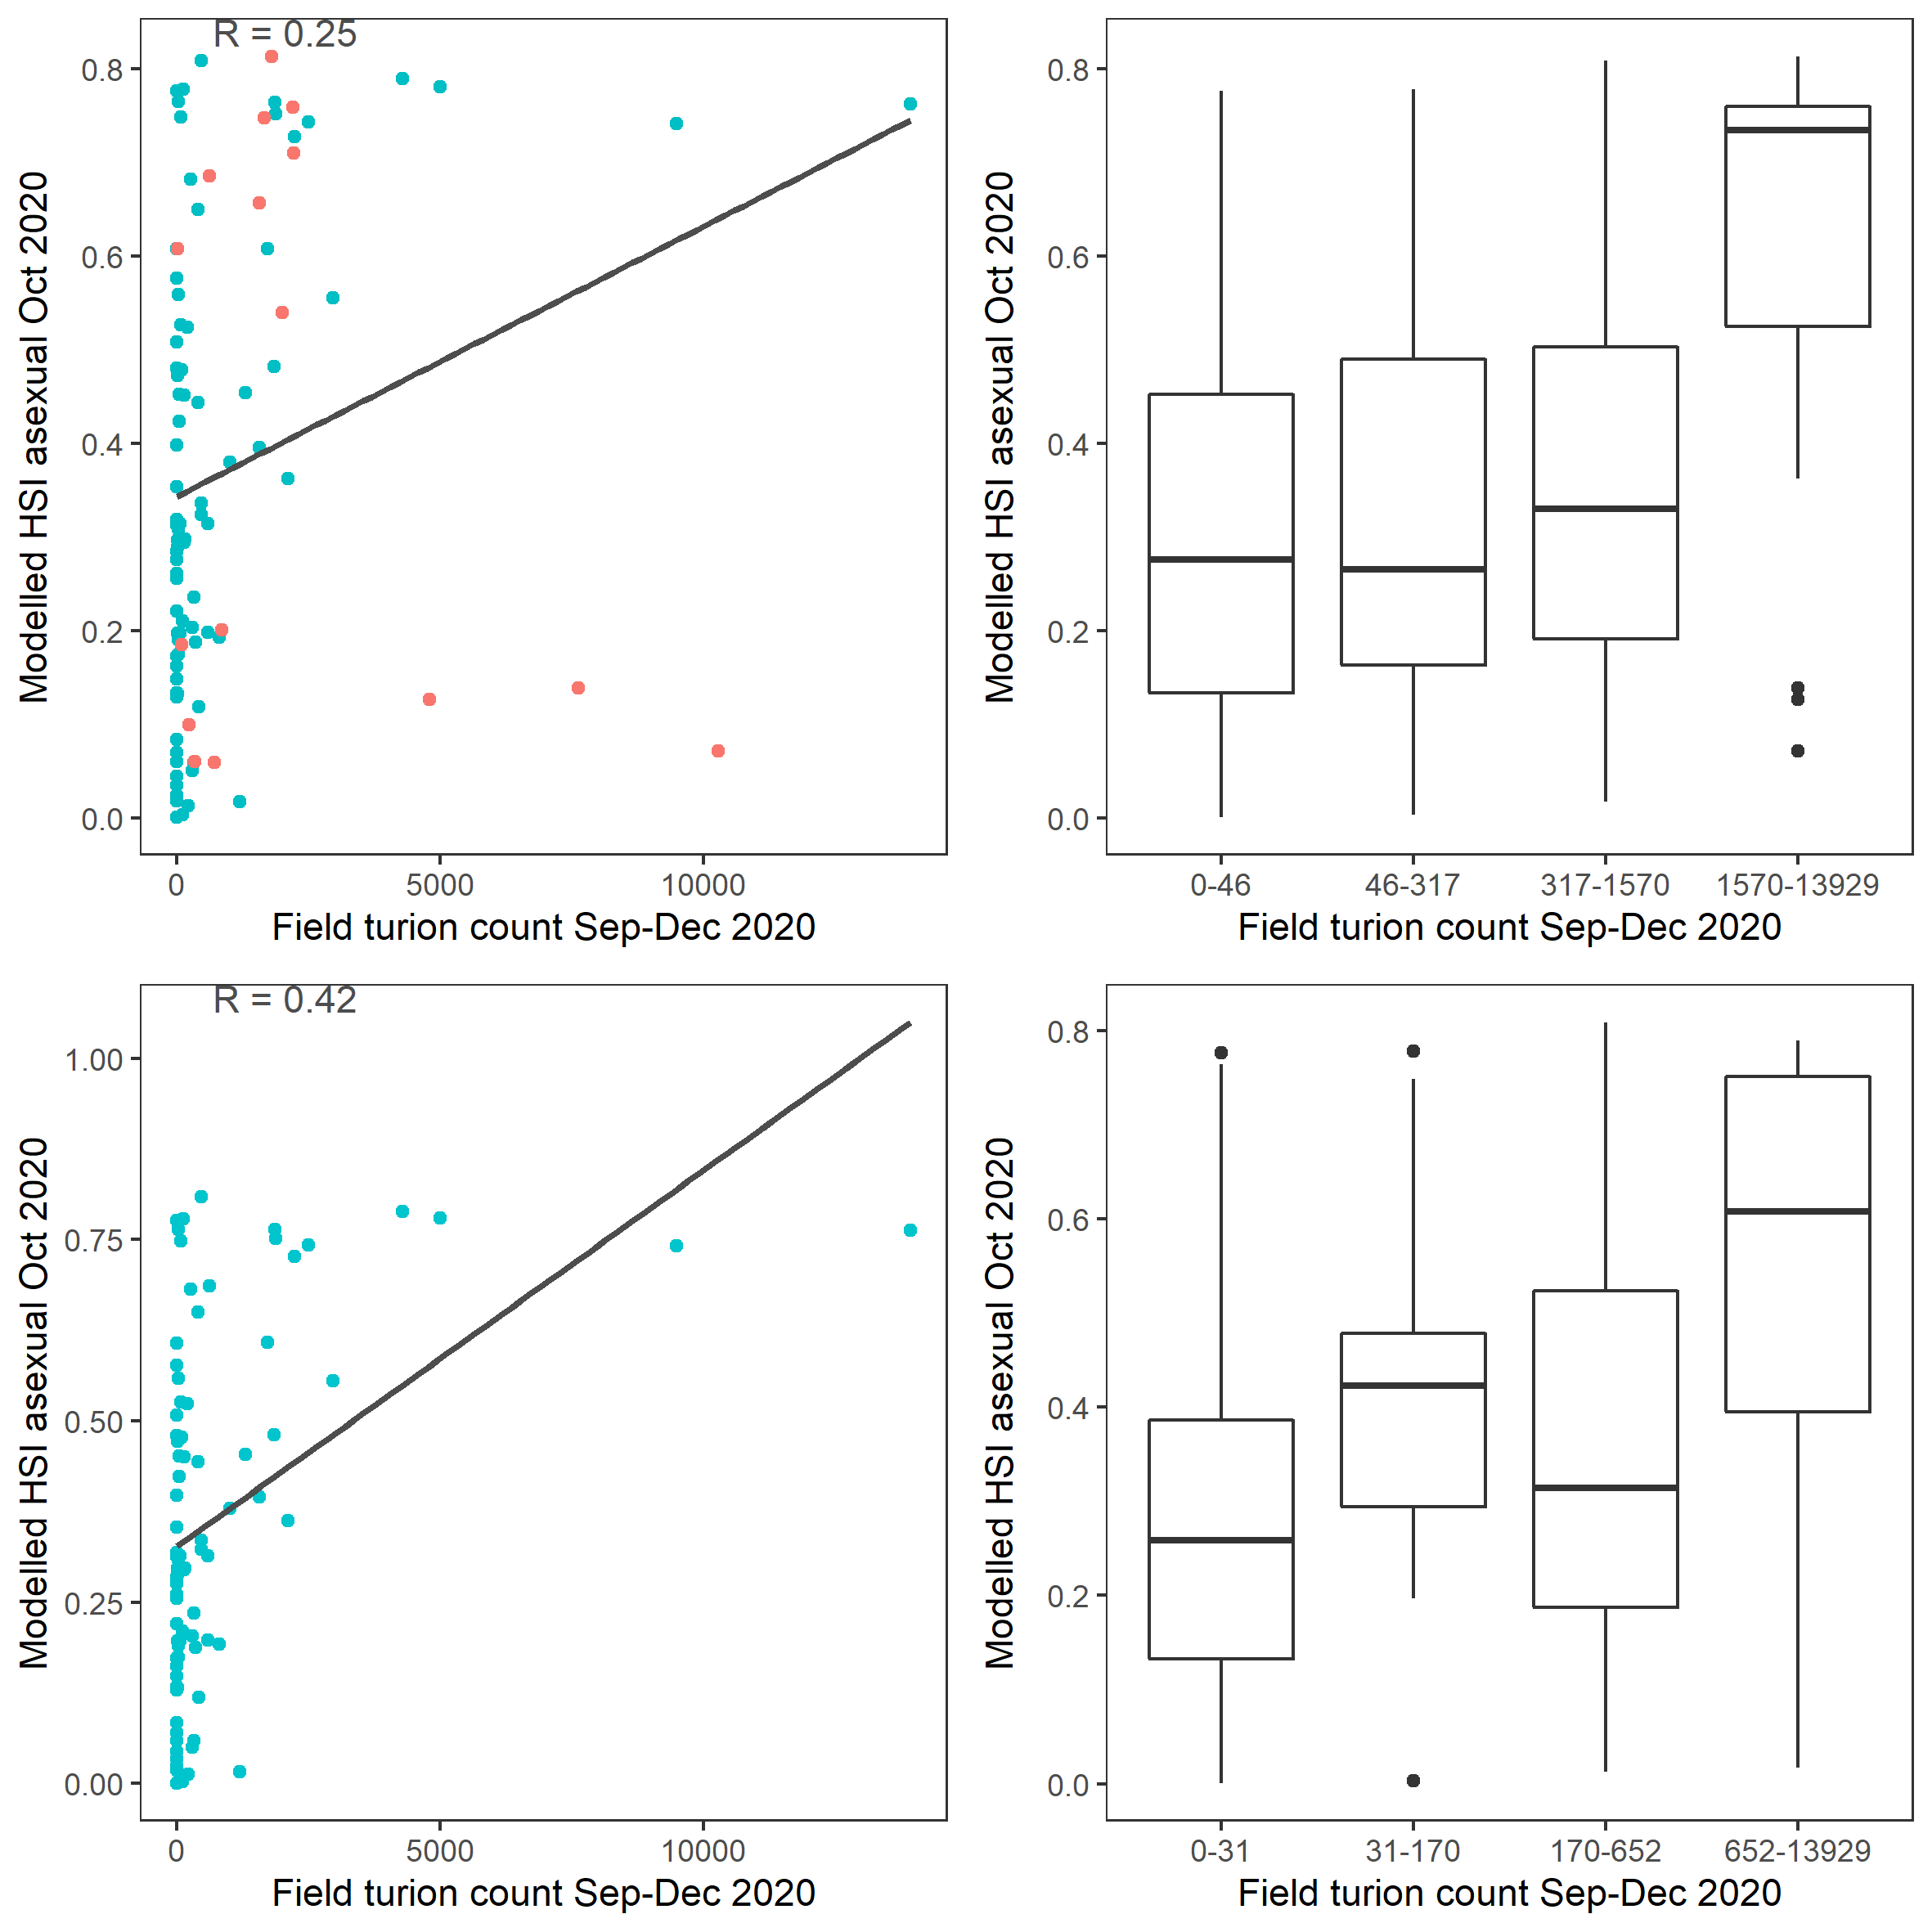 R = 0.25
Modelled HSI asexual Oct 2020
0.8
0.6
0.4
0.2
0.0
0 5000 10000
Field turion count Sep-Dec 2020
Modelled HSI asexual Oct 2020
0.8
0.6
0.4
0.2
0.0
0-46 46-317 317-1570 1570-13929
Field turion count Sep-Dec 2020
R = 0.42
Modelled HSI asexual Oct 2020
1.00
0.75
0.50
0.25
0.00
0 5000 10000
Field turion count Sep-Dec 2020
Modelled HSI asexual Oct 2020
0.8
0.6
0.4
0.2
0.0
0-31 31-170 170-652 652-13929
Field turion count Sep-Dec 2020